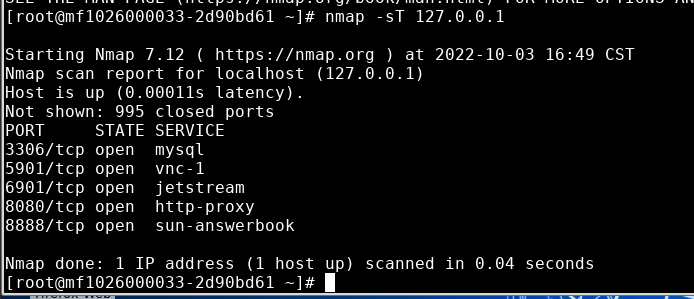 [root@mf1026000033-2d90bd61 ~]# nmap -sT 127.0.0.1
Starting Nmap 7.12 ( https://nmap.org ) at 2022-10-03 16:49 CST
Nmap scan report for localhost (127.0.0.1)
Host is up (0.00011s latency).
Not shown: 995 closed ports
PORT     STATE SERVICE
3306/tcp open  mysql
5901/tcp open  vnc-1
6901/tcp open  jetstream
8080/tcp open  http-proxy
8888/tcp open  sun-answerbook
Nmap done: 1 IP address (1 host up) scanned in 0.04 seconds
[root@mf1026000033-2d90bd61 ~]#